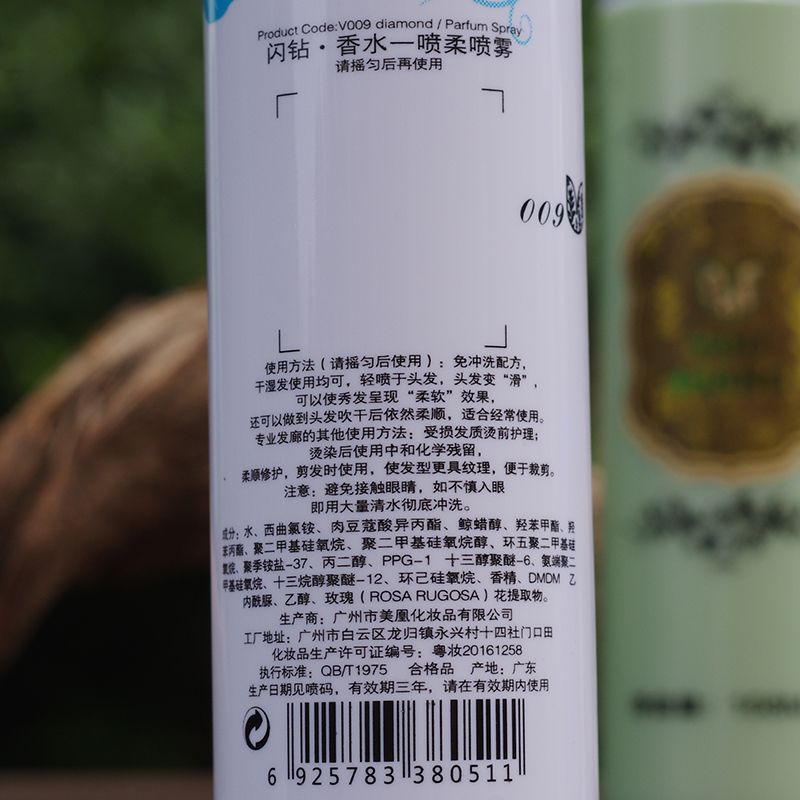 Product Code:V009 diamond / Parfum Spray
闪钻·香水一喷柔喷雾
请摇匀后再使用
009
使用方法（请摇匀后使用）：免冲洗配方，
干湿发使用均可，轻喷于头发，头发变“滑”，
可以使秀发呈现“柔软”效果，
还可以做到头发吹干后依然柔顺，适合经常使用。
专业发廊的其他使用方法：受损发质烫前护理；
烫染后使用中和化学残留，
柔顺修护，剪发时使用，使发型更具纹理，便于裁剪。
注意：避免接触眼睛，如不慎入眼
即用大量清水彻底冲洗。
成分：水、西曲氯铵、肉豆蔻酸异丙酯、鲸蜡醇、羟苯甲酯、羟
苯丙酯、聚二甲基硅氧烷、聚二甲基硅氧烷醇、环五聚二甲基硅
氧烷、聚季铵盐-37、丙二醇、PPG-1 十三醇聚醚-6、氨端聚二
甲基硅氧烷、十三烷醇聚醚-12、环己硅氧烷、香精、DMDM 乙
内酰脲、乙醇、玫瑰（ROSA RUGOSA）花提取物。
生产商：广州市美凰化妆品有限公司
工厂地址：广州市白云区龙归镇永兴村十四社门口田
化妆品生产许可证编号：粤妆20161258
执行标准：QB/T1975 合格品 产地：广东
生产日期见喷码，有效期三年，请在有效期内使用
6 925783 380511